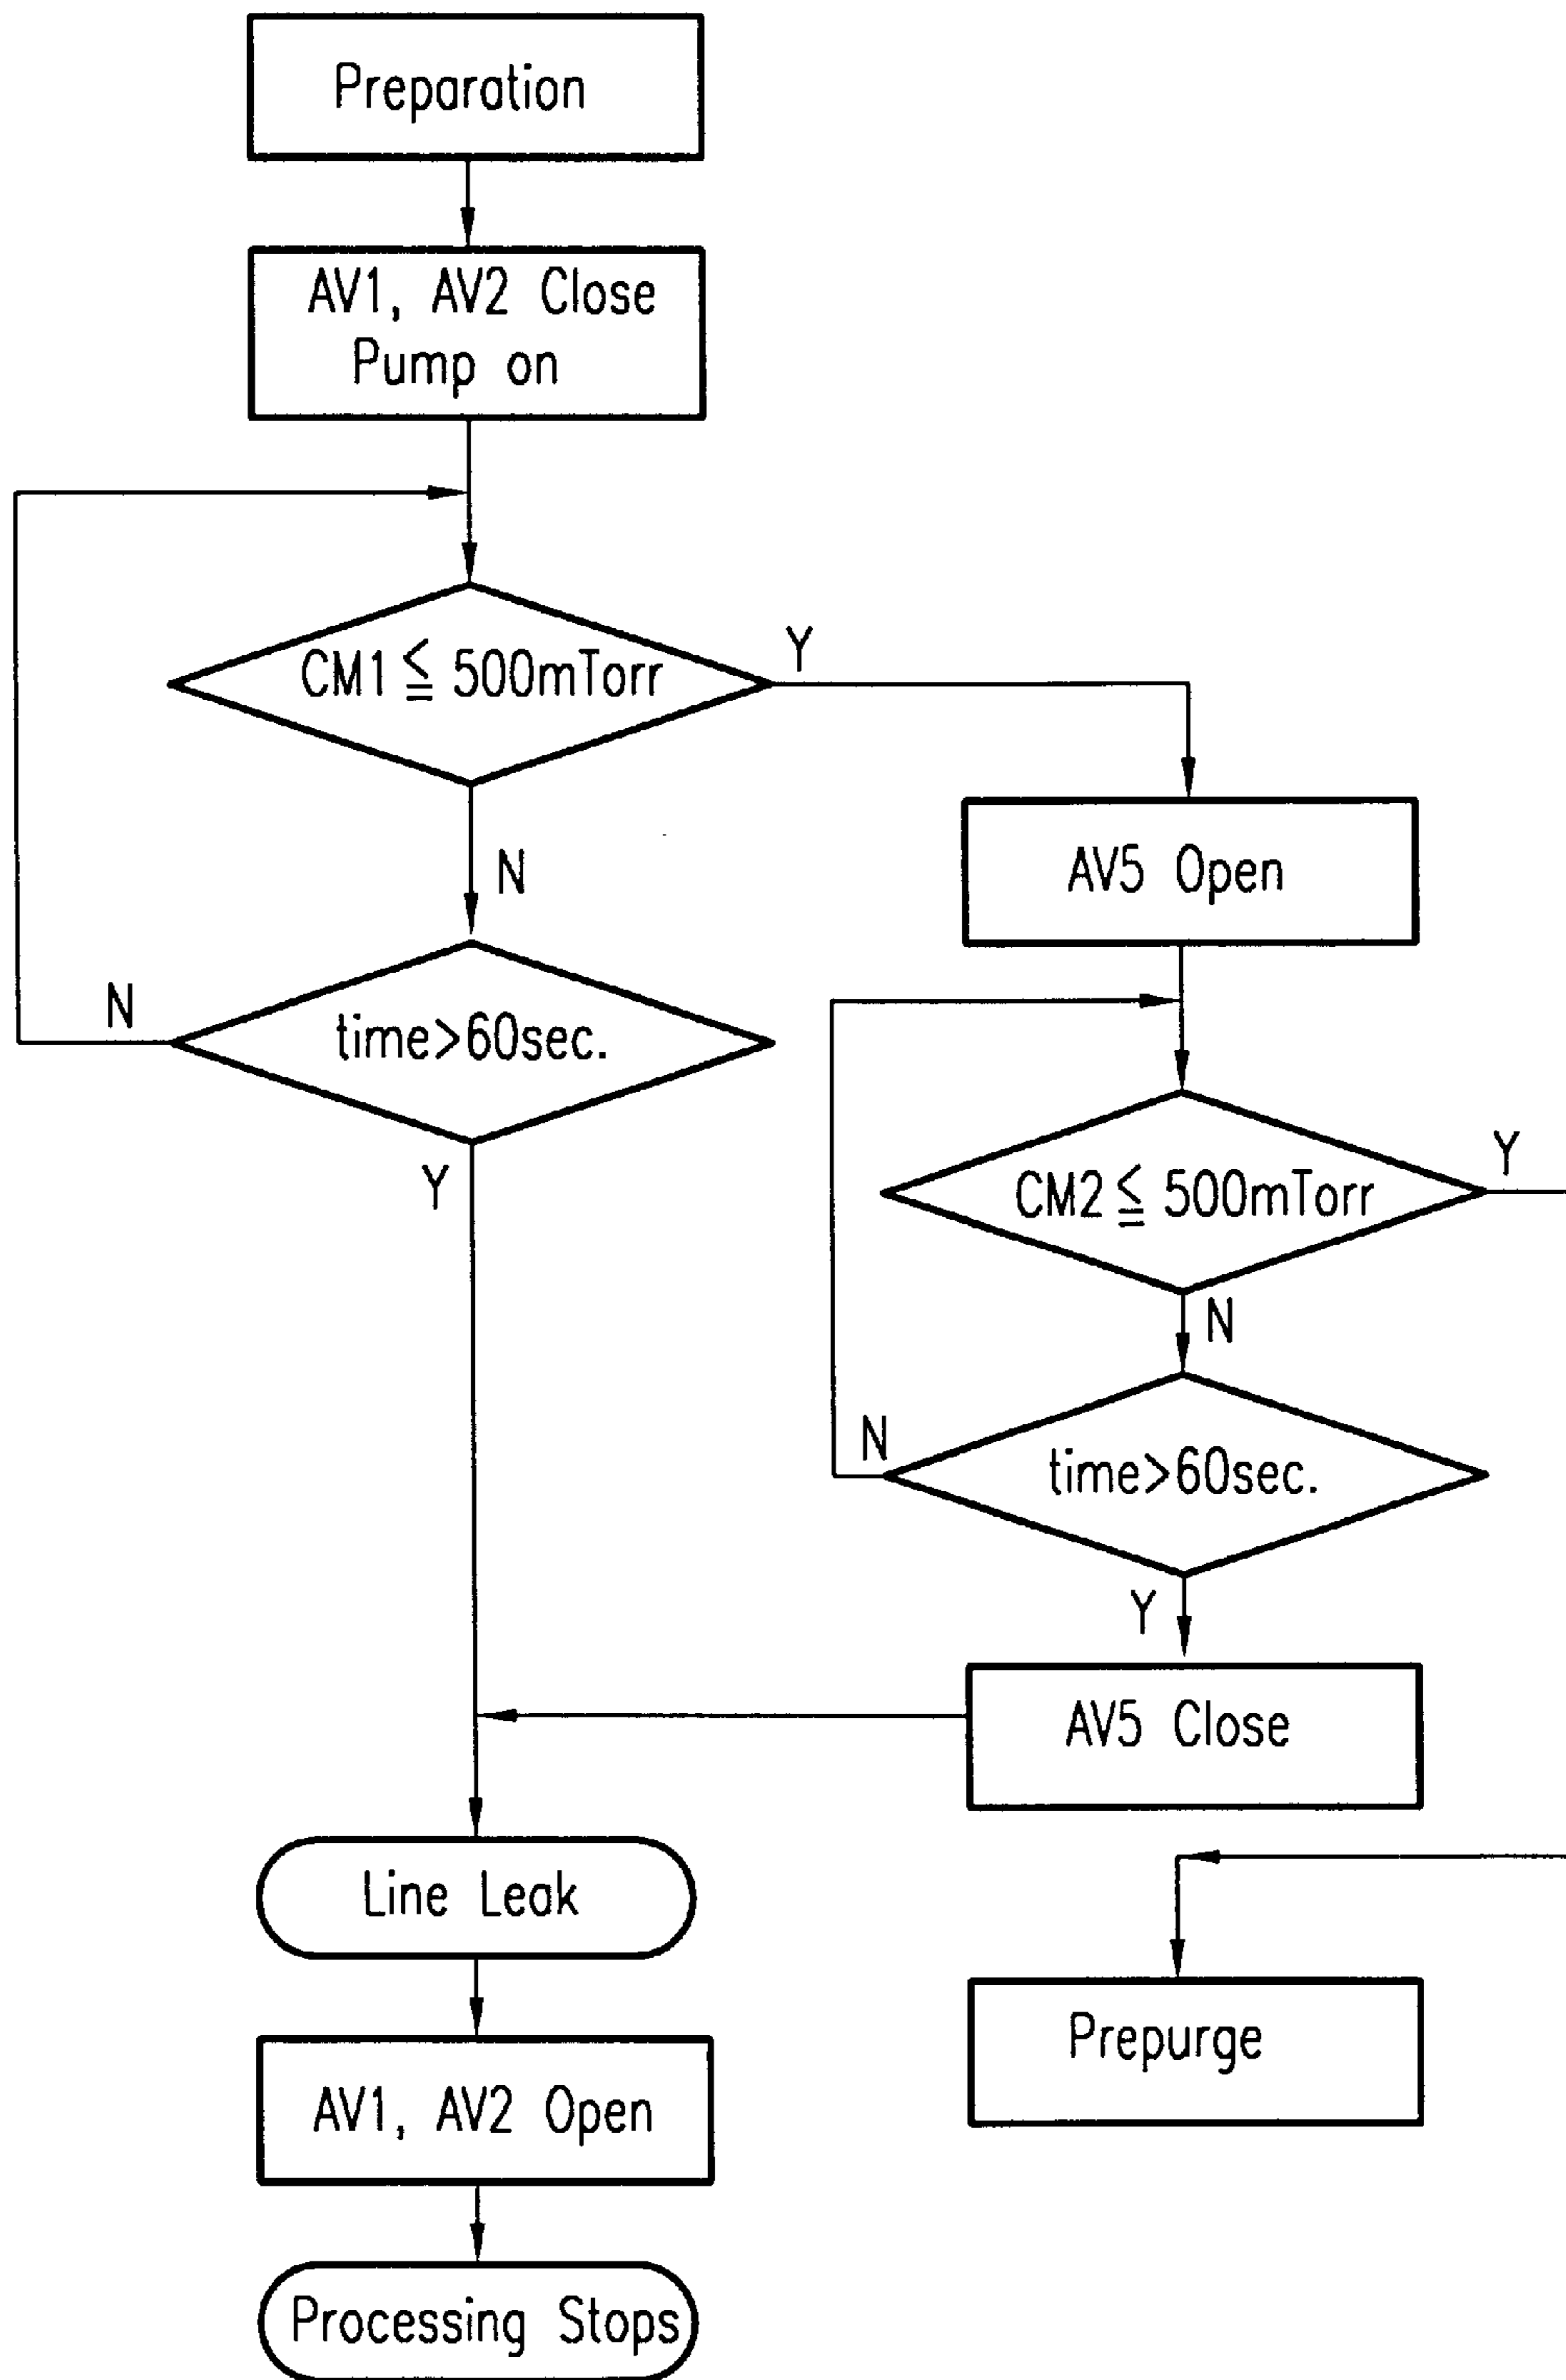 Preparation
AV1, AV2 Close
Pump on
CM1 ≦ 500mTorr
Y
N
AV5 Open
time>60sec.
N
Y
CM2 ≦ 500mTorr
Y
N
time>60sec.
N
Y
AV5 Close
Line Leak
Prepurge
AV1, AV2 Open
Processing Stops